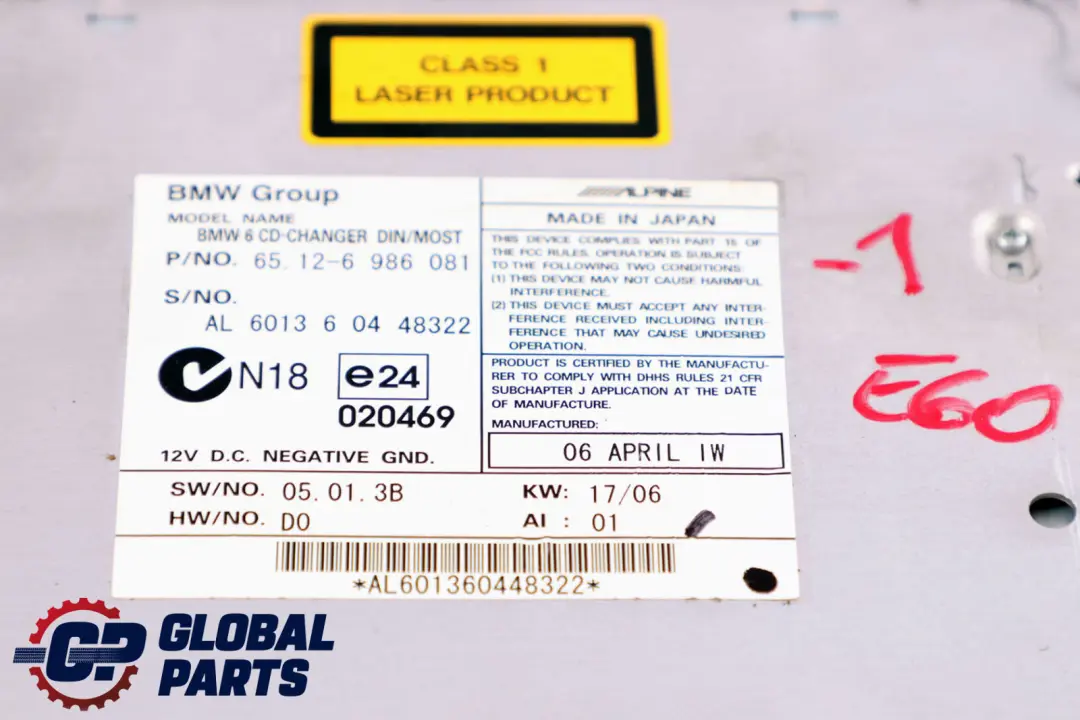 CLASS 1
LASER PRODUCT
BMW Group
MODEL NAME
BMW 6 CD-CHANGER DIN/MOST
P/NO. 65.12-6 986 081
S/NO.
AL 6013 6 04 48322
N18
e24
020469
12V D.C. NEGATIVE GND.
ALPINE
MADE IN JAPAN
THIS DEVICE COMPLIES WITH PART 15 OF
THE FCC RULES. OPERATION IS SUBJECT
TO THE FOLLOWING TWO CONDITIONS:
(1) THIS DEVICE MAY NOT CAUSE HARMFUL
INTERFERENCE.
(2) THIS DEVICE MUST ACCEPT ANY INTER-
FERENCE RECEIVED INCLUDING INTER-
FERENCE THAT MAY CAUSE UNDESIRED
OPERATION.
PRODUCT IS CERTIFIED BY THE MANUFACTU-
RER TO COMPLY WITH DHHS RULES 21 CFR
SUBCHAPTER J APPLICATION AT THE DATE
OF MANUFACTURE.
MANUFACTURED:
06 APRIL IW
SW/NO. 05.01.3B
KW: 17/06
HW/NO. D0
AI : 01
*AL601360448322*
-1
E60
GP GLOBAL
PARTS